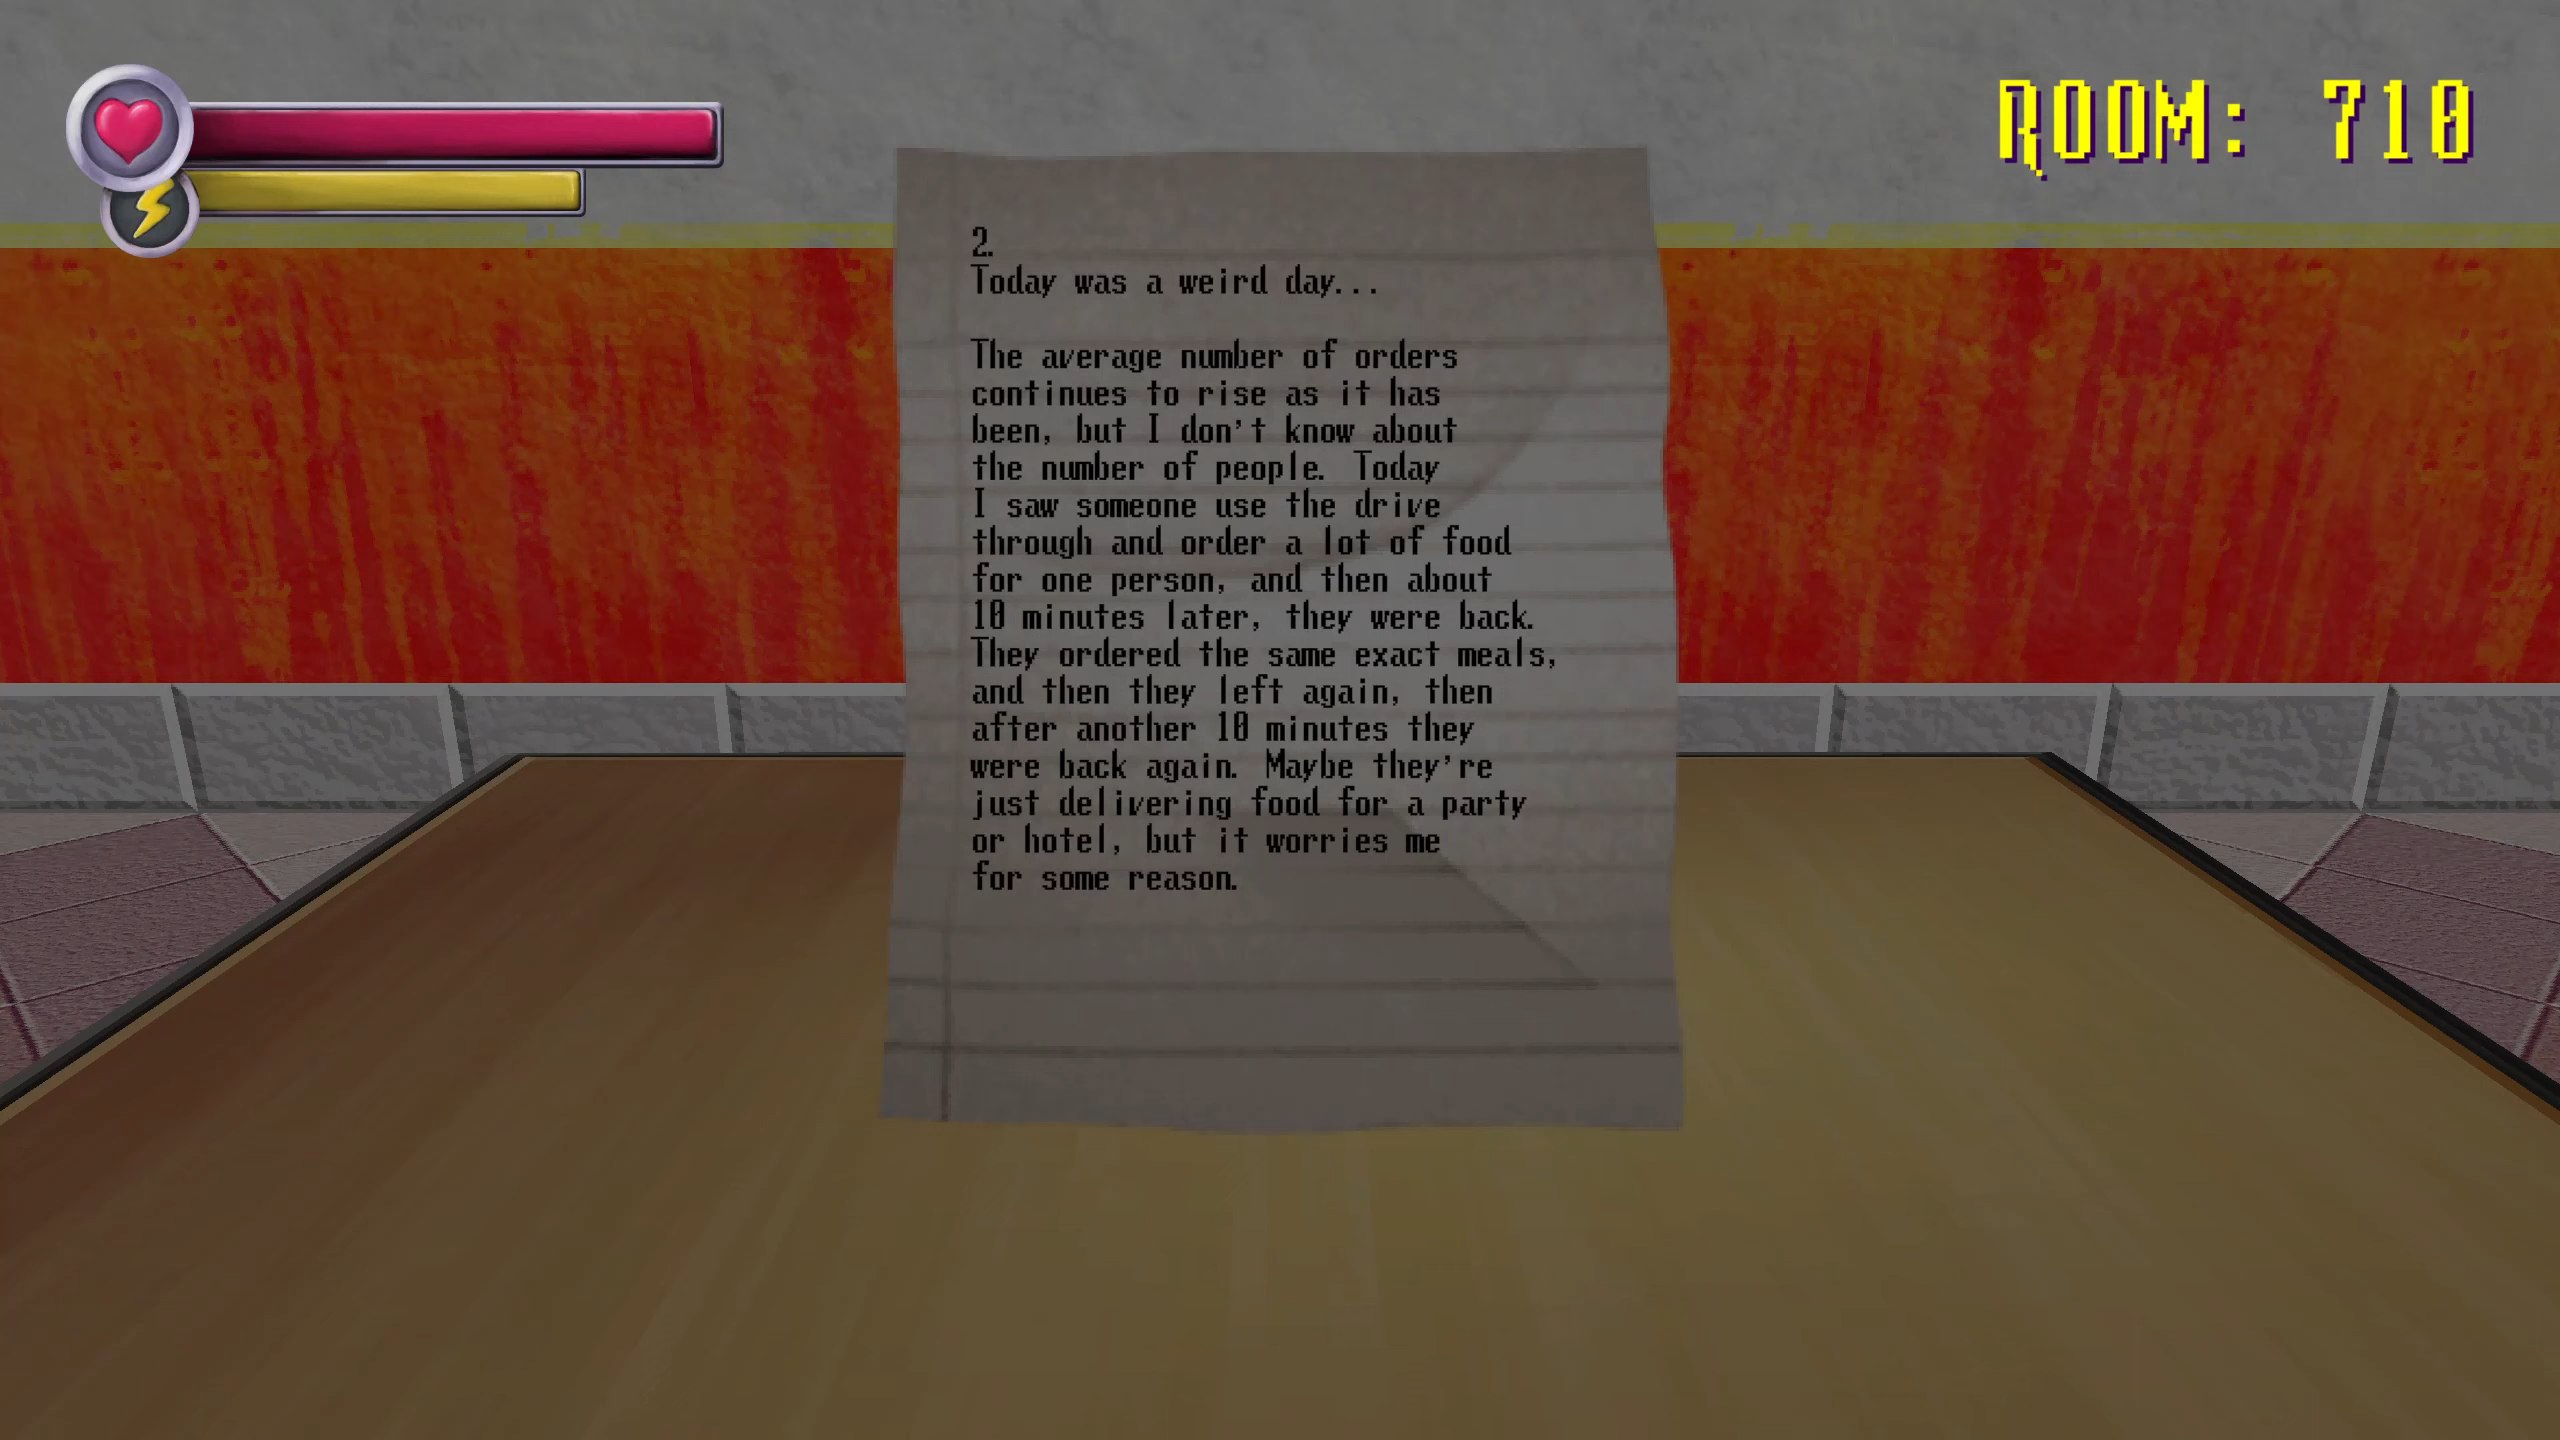 ROOM: 710
2.
Today was a weird day...
The average number of orders
continues to rise as it has
been, but I don't know about
the number of people. Today
I saw someone use the drive
through and order a lot of food
for one person, and then about
10 minutes later, they were back.
They ordered the same exact meals,
and then they left again, then
after another 10 minutes they
were back again. Maybe they're
just delivering food for a party
or hotel, but it worries me
for some reason.